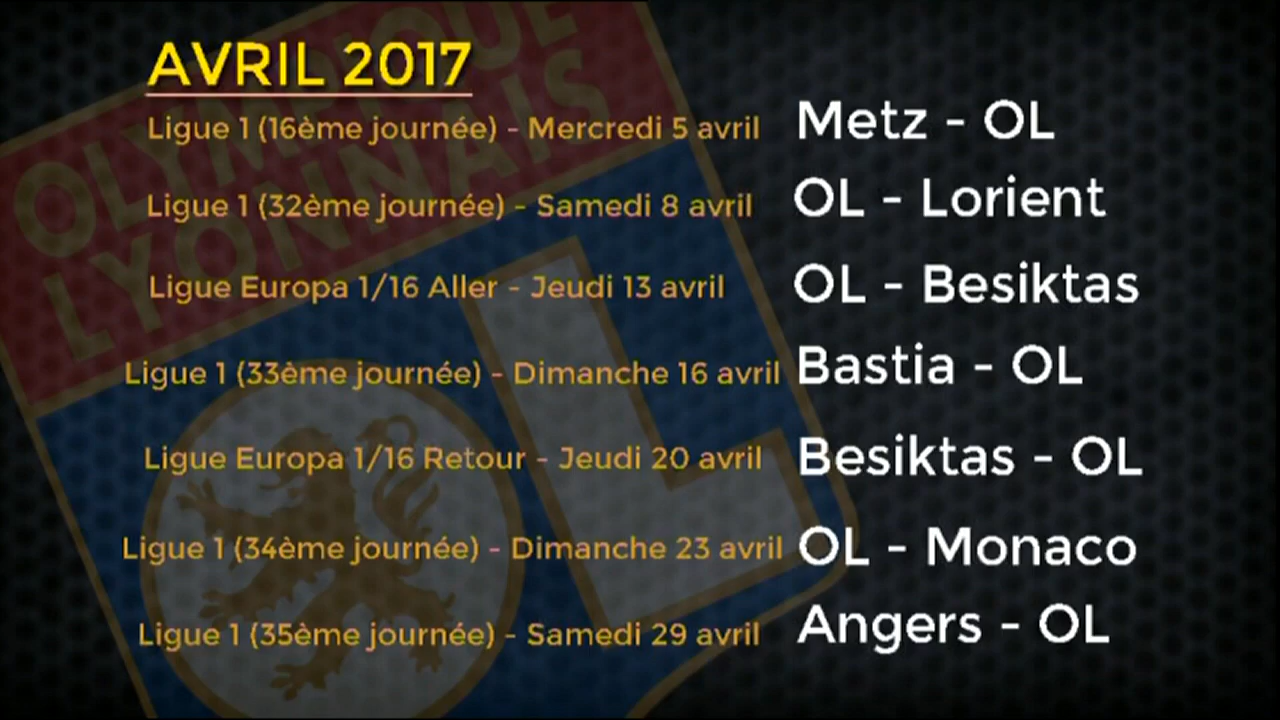 AVRIL 2017
Ligue 1 (16ème journée) - Mercredi 5 avril Metz - OL
Ligue 1 (32ème journée) - Samedi 8 avril OL - Lorient
Ligue Europa 1/16 Aller - Jeudi 13 avril OL - Besiktas
Ligue 1 (33ème journée) - Dimanche 16 avril Bastia - OL
Ligue Europa 1/16 Retour - Jeudi 20 avril Besiktas - OL
Ligue 1 (34ème journée) - Dimanche 23 avril OL - Monaco
Ligue 1 (35ème journée) - Samedi 29 avril Angers - OL
OLYMPIQUE
LYONNAIS
OL